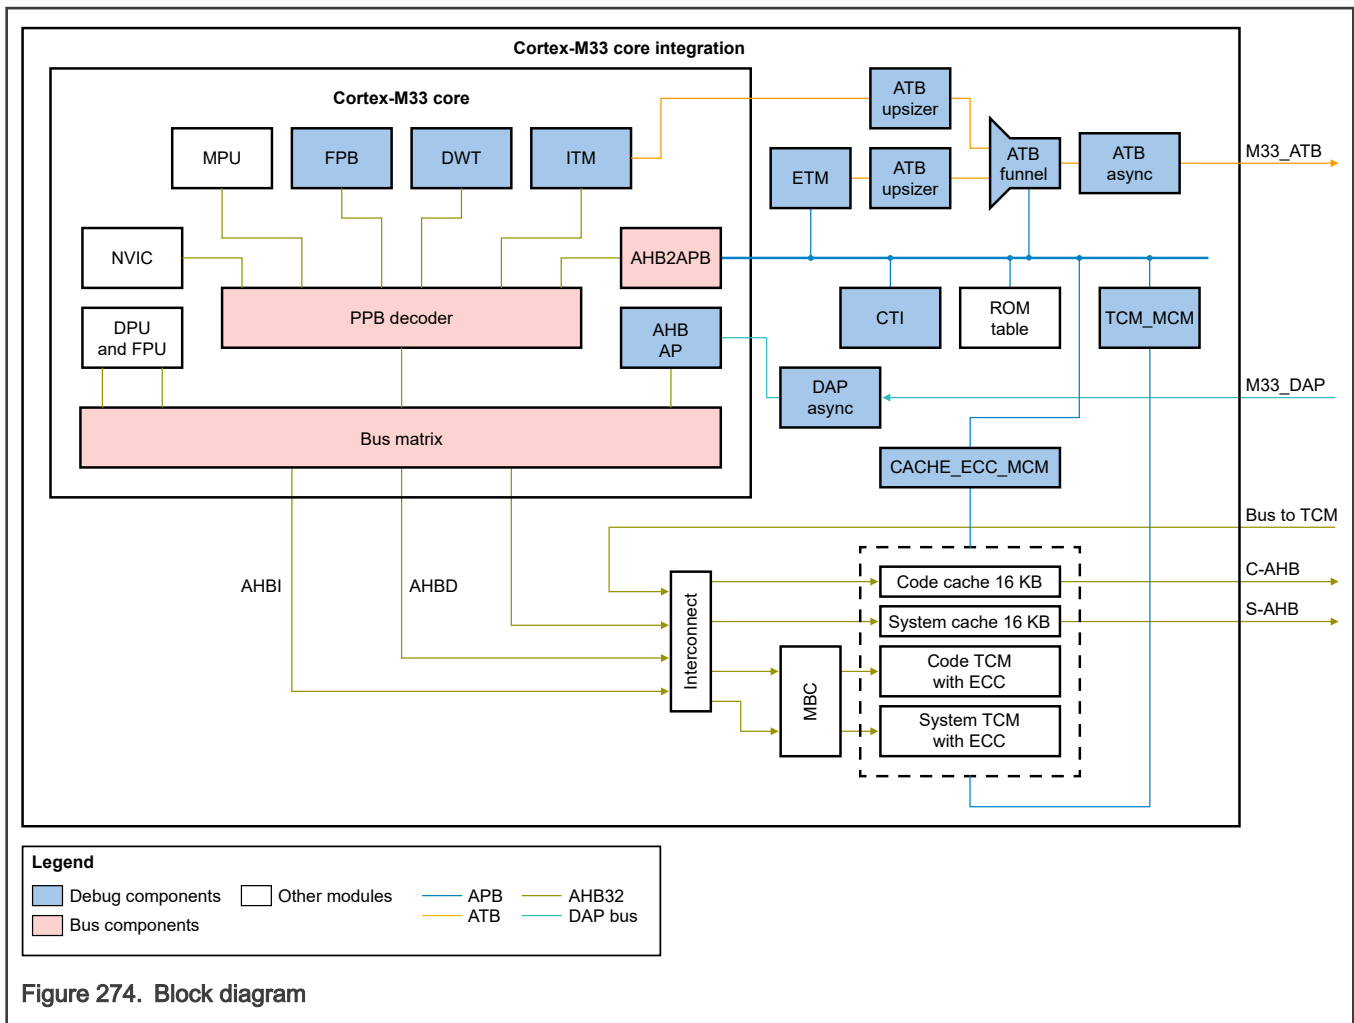 Cortex-M33 core integration
Cortex-M33 core
MPU
FPB
DWT
ITM
ATB
upsizer
ETM
ATB
upsizer
ATB
funnel
ATB
async
M33_ATB
NVIC
AHB2APB
PPB decoder
DPU
and FPU
AHB
AP
CTI
ROM
table
TCM_MCM
DAP
async
M33_DAP
Bus matrix
CACHE_ECC_MCM
Bus to TCM
AHBI
AHBD
Interconnect
Code cache 16 KB
C-AHB
System cache 16 KB
S-AHB
MBC
Code TCM
with ECC
System TCM
with ECC
Legend
Debug components
Other modules
APB
AHB32
Bus components
ATB
DAP bus
Figure 274. Block diagram